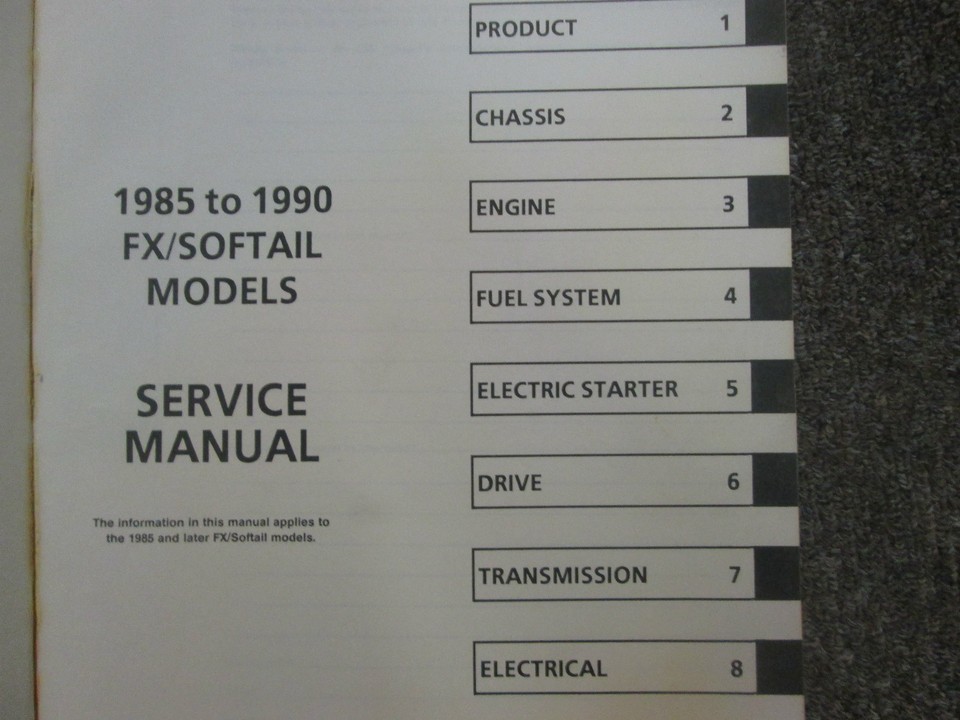 1985 to 1990
FX/SOFTAIL
MODELS
SERVICE
MANUAL
The information in this manual applies to
the 1985 and later FX/Softail models.
PRODUCT 1
CHASSIS 2
ENGINE 3
FUEL SYSTEM 4
ELECTRIC STARTER 5
DRIVE 6
TRANSMISSION 7
ELECTRICAL 8